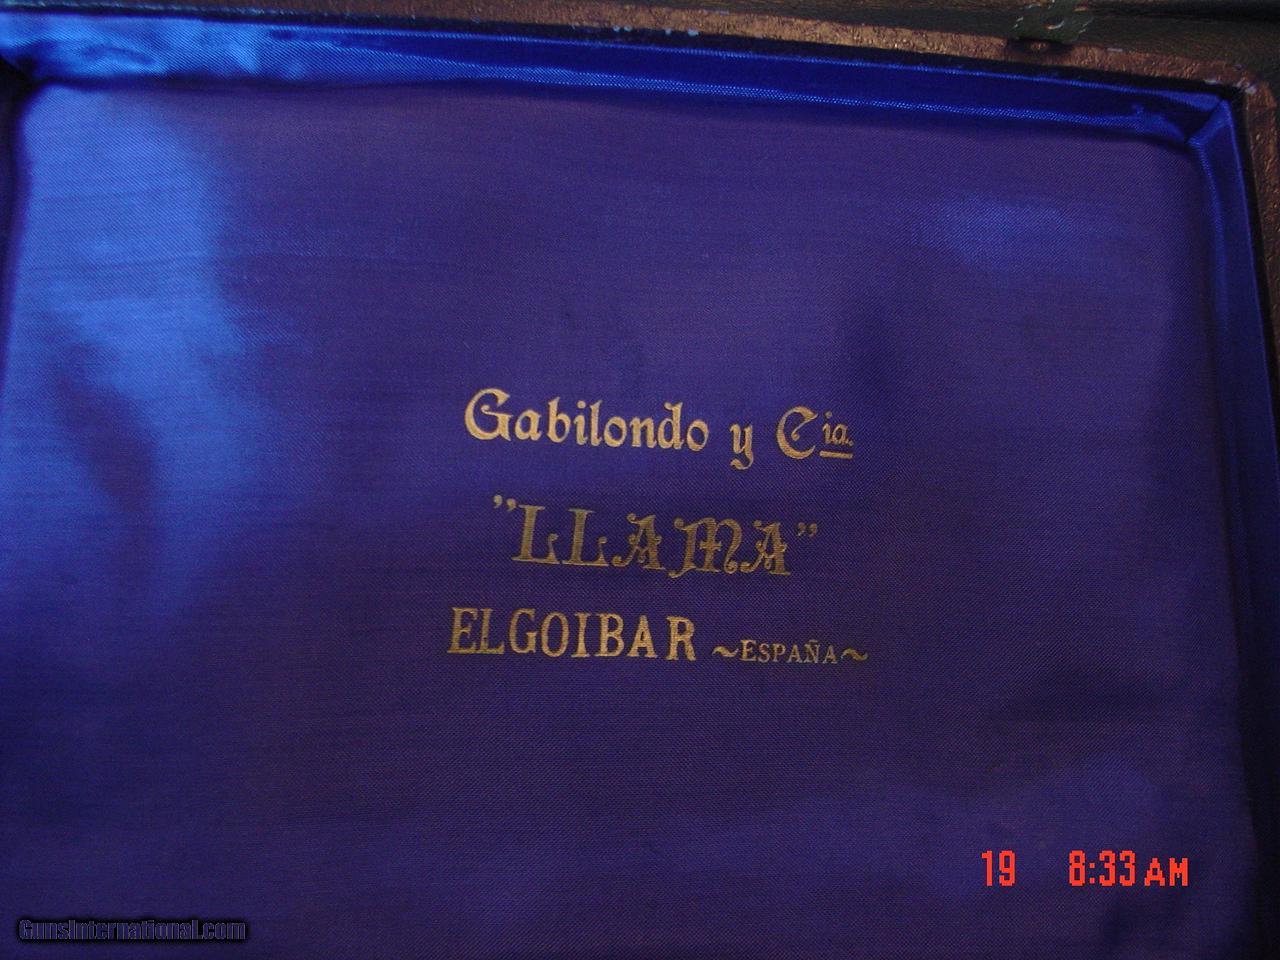 Gabilondo y Cia.
"LLAMA"
ELGOIBAR ~ESPAÑA~
19 8:33 AM
GunsInternational.com